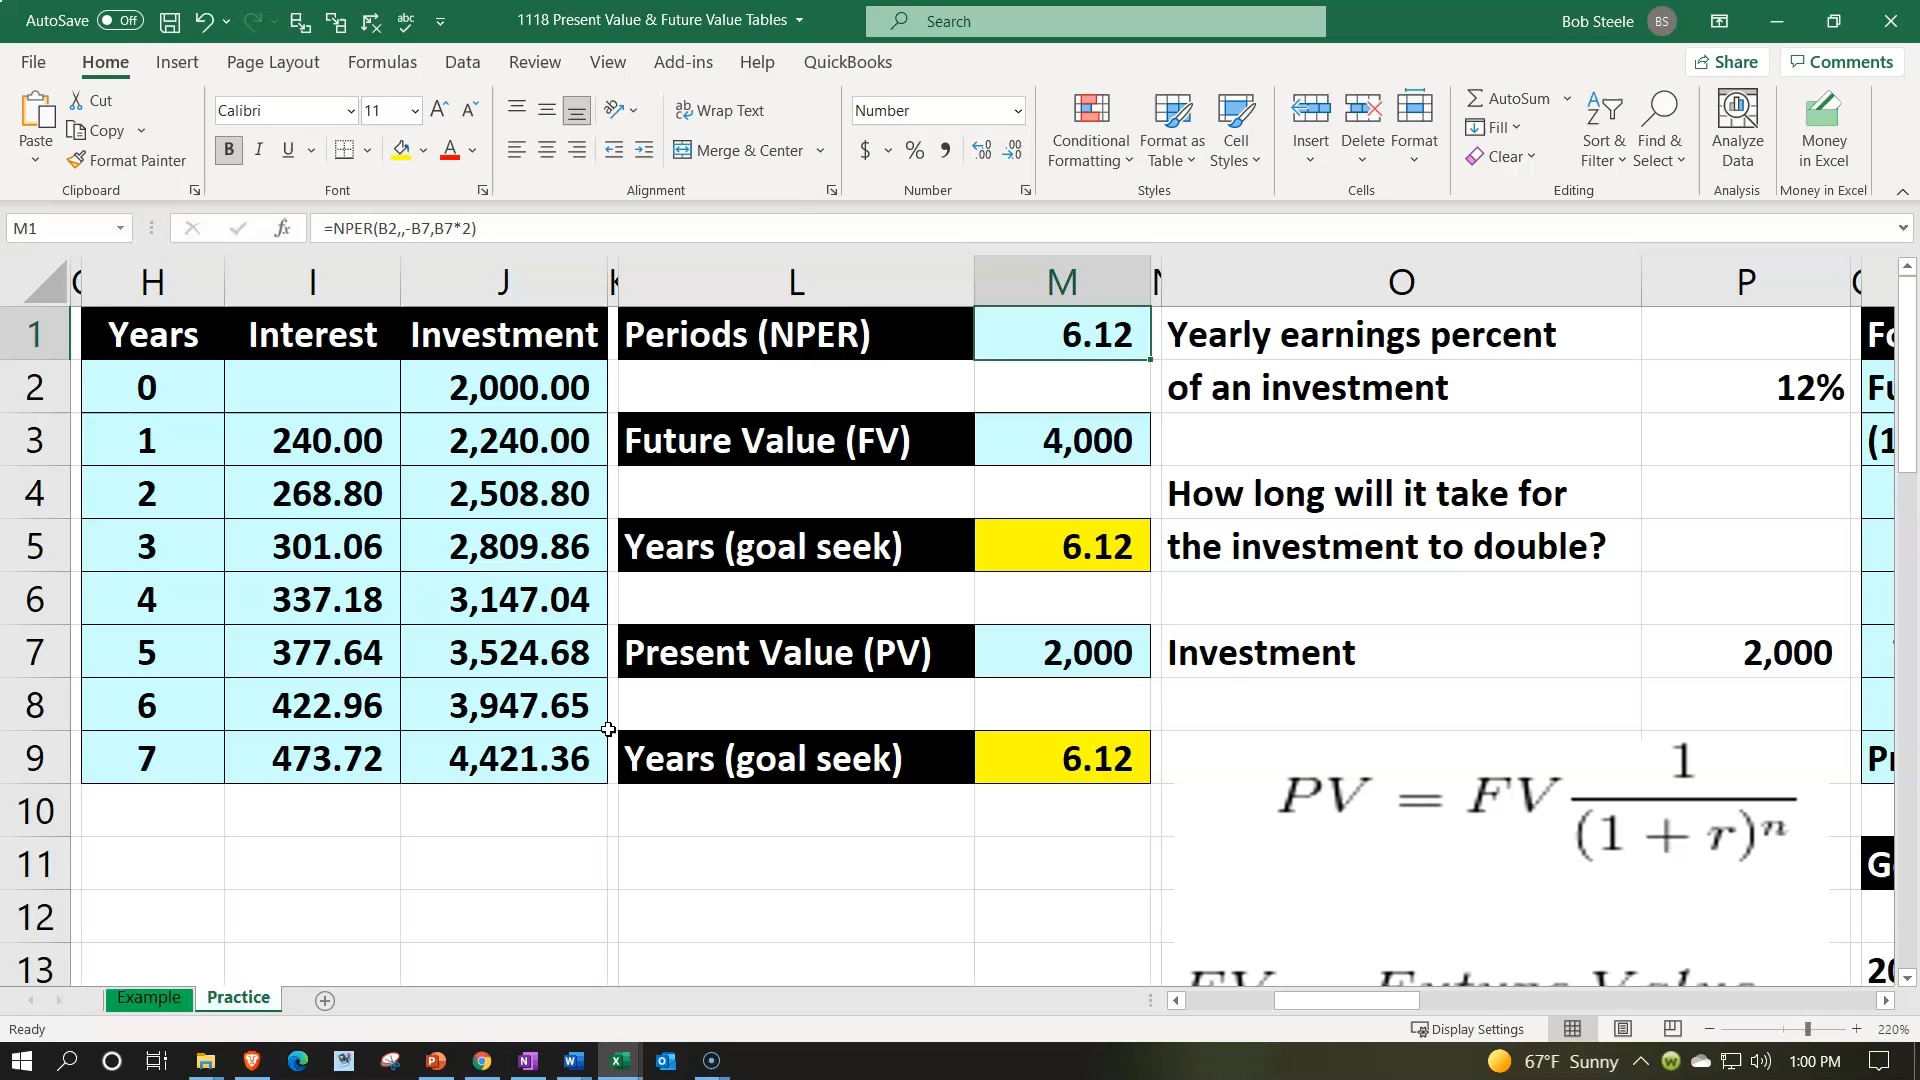 AutoSave Off
1118 Present Value & Future Value Tables
Search
Bob Steele BS
File Home Insert Page Layout Formulas Data Review View Add-ins Help QuickBooks Share Comments
Paste
Cut
Copy
Format Painter
Clipboard
Calibri 11
B I U
Font
Wrap Text
Merge & Center
Alignment
Number
$ % 9
Number
Conditional Formatting
Format as Table
Cell Styles
Styles
Insert Delete Format
Cells
AutoSum
Fill
Clear
Sort & Filter
Find & Select
Editing
Analyze Data
Analysis
Money in Excel
Money in Excel
M1 fx =NPER(B2,,-B7,B7*2)
H I J L M O P
1 Years Interest Investment Periods (NPER) 6.12 Yearly earnings percent
2 0 2,000.00 of an investment 12%
3 1 240.00 2,240.00 Future Value (FV) 4,000 (1
4 2 268.80 2,508.80 How long will it take for
5 3 301.06 2,809.86 Years (goal seek) 6.12 the investment to double?
6 4 337.18 3,147.04
7 5 377.64 3,524.68 Present Value (PV) 2,000 Investment 2,000
8 6 422.96 3,947.65
9 7 473.72 4,421.36 Years (goal seek) 6.12
PV = FV 1 / (1 + r)^n
10
11
12
13 FV Future Value
Example Practice
Ready Display Settings 220%
67°F Sunny 1:00 PM